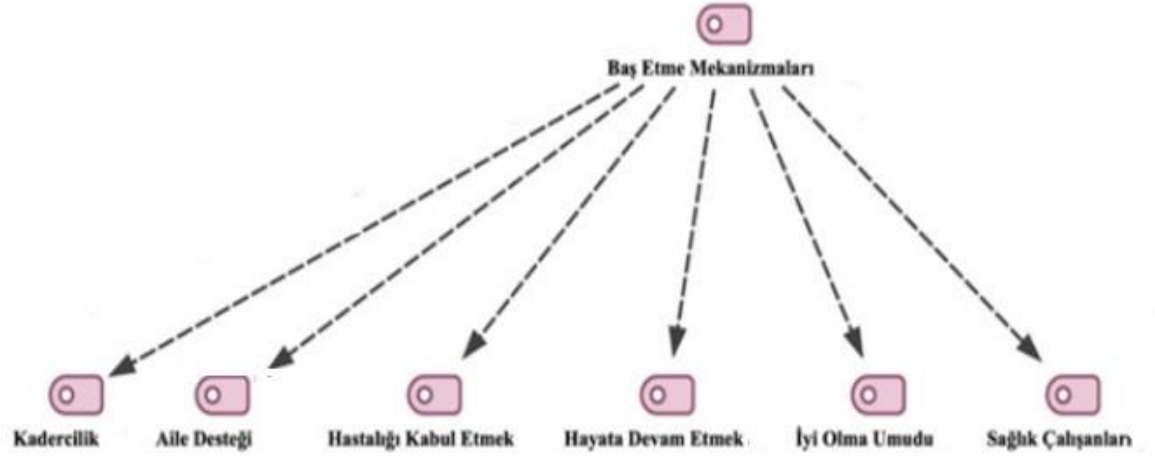 Baş Etme Mekanizmaları
Kadercilik
Aile Desteği
Hastalığı Kabul Etmek
Hayata Devam Etmek
İyi Olma Umudu
Sağlık Çalışanları